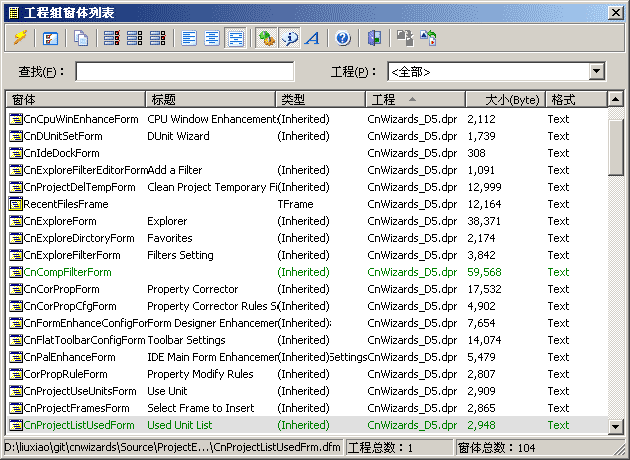 工程组窗体列表
查找(F)： 工程(P)： <全部>
窗体 标题 类型 工程 大小(Byte) 格式
CnCpuWinEnhanceForm CPU Window Enhancement (Inherited) CnWizards_D5.dpr 2,112 Text
CnDUnitSetForm DUnit Wizard (Inherited) CnWizards_D5.dpr 1,739 Text
CnIdeDockForm CnWizards_D5.dpr 308 Text
CnExploreFilterEditorForm Add a Filter (Inherited) CnWizards_D5.dpr 1,091 Text
CnProjectDelTempForm Clean Project Temporary Fi (Inherited) CnWizards_D5.dpr 12,999 Text
RecentFilesFrame TFrame CnWizards_D5.dpr 12,164 Text
CnExploreForm Explorer (Inherited) CnWizards_D5.dpr 38,371 Text
CnExploreDirctoryForm Favorites (Inherited) CnWizards_D5.dpr 2,174 Text
CnExploreFilterForm Filters Setting (Inherited) CnWizards_D5.dpr 3,842 Text
CnCompFilterForm (Inherited) CnWizards_D5.dpr 59,568 Text
CnCorPropForm Property Corrector (Inherited) CnWizards_D5.dpr 17,532 Text
CnCorPropCfgForm Property Corrector Rules S (Inherited) CnWizards_D5.dpr 4,902 Text
CnFormEnhanceConfigFor Form Designer Enhancemen (Inherited) CnWizards_D5.dpr 7,654 Text
CnFlatToolbarConfigForm Toolbar Settings (Inherited) CnWizards_D5.dpr 14,074 Text
CnPalEnhanceForm IDE Main Form Enhancemen (Inherited) Settings CnWizards_D5.dpr 5,479 Text
CorPropRuleForm Property Modify Rules (Inherited) CnWizards_D5.dpr 2,807 Text
CnProjectUseUnitsForm Use Unit (Inherited) CnWizards_D5.dpr 2,909 Text
CnProjectFramesForm Select Frame to Insert (Inherited) CnWizards_D5.dpr 2,865 Text
CnProjectListUsedForm Used Unit List (Inherited) CnWizards_D5.dpr 2,948 Text
D:\liuxiao\git\cnwizards\Source\ProjectE...\CnProjectListUsedFrm.dfm 工程总数：1 窗体总数：104